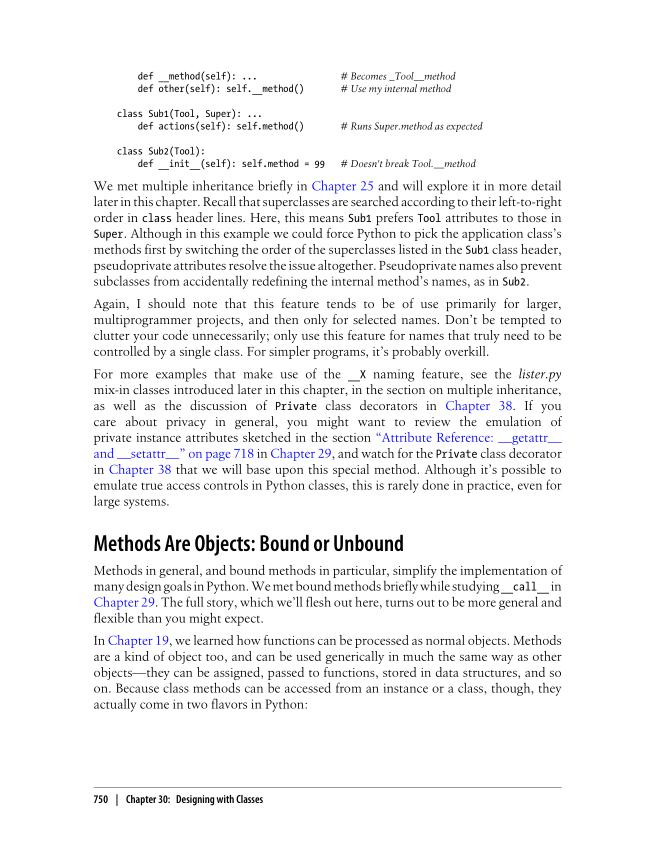 def __method(self): ... # Becomes _Tool__method
def other(self): self.__method() # Use my internal method
class Sub1(Tool, Super): ...
def actions(self): self.method() # Runs Super.method as expected
class Sub2(Tool):
def __init__(self): self.method = 99 # Doesn't break Tool.__method
We met multiple inheritance briefly in Chapter 25 and will explore it in more detail
later in this chapter. Recall that superclasses are searched according to their left-to-right
order in class header lines. Here, this means Sub1 prefers Tool attributes to those in
Super. Although in this example we could force Python to pick the application class's
methods first by switching the order of the superclasses listed in the Sub1 class header,
pseudoprivate attributes resolve the issue altogether. Pseudoprivate names also prevent
subclasses from accidentally redefining the internal method's names, as in Sub2.
Again, I should note that this feature tends to be of use primarily for larger,
multiprogrammer projects, and then only for selected names. Don't be tempted to
clutter your code unnecessarily; only use this feature for names that truly need to be
controlled by a single class. For simpler programs, it's probably overkill.
For more examples that make use of the __X naming feature, see the lister.py
mix-in classes introduced later in this chapter, in the section on multiple inheritance,
as well as the discussion of Private class decorators in Chapter 38. If you
care about privacy in general, you might want to review the emulation of
private instance attributes sketched in the section “Attribute Reference: __getattr__
and __setattr__” on page 718 in Chapter 29, and watch for the Private class decorator
in Chapter 38 that we will base upon this special method. Although it's possible to
emulate true access controls in Python classes, this is rarely done in practice, even for
large systems.
Methods Are Objects: Bound or Unbound
Methods in general, and bound methods in particular, simplify the implementation of
many design goals in Python. We met bound methods briefly while studying __call__ in
Chapter 29. The full story, which we'll flesh out here, turns out to be more general and
flexible than you might expect.
In Chapter 19, we learned how functions can be processed as normal objects. Methods
are a kind of object too, and can be used generically in much the same way as other
objects—they can be assigned, passed to functions, stored in data structures, and so
on. Because class methods can be accessed from an instance or a class, though, they
actually come in two flavors in Python:
750 | Chapter 30: Designing with Classes